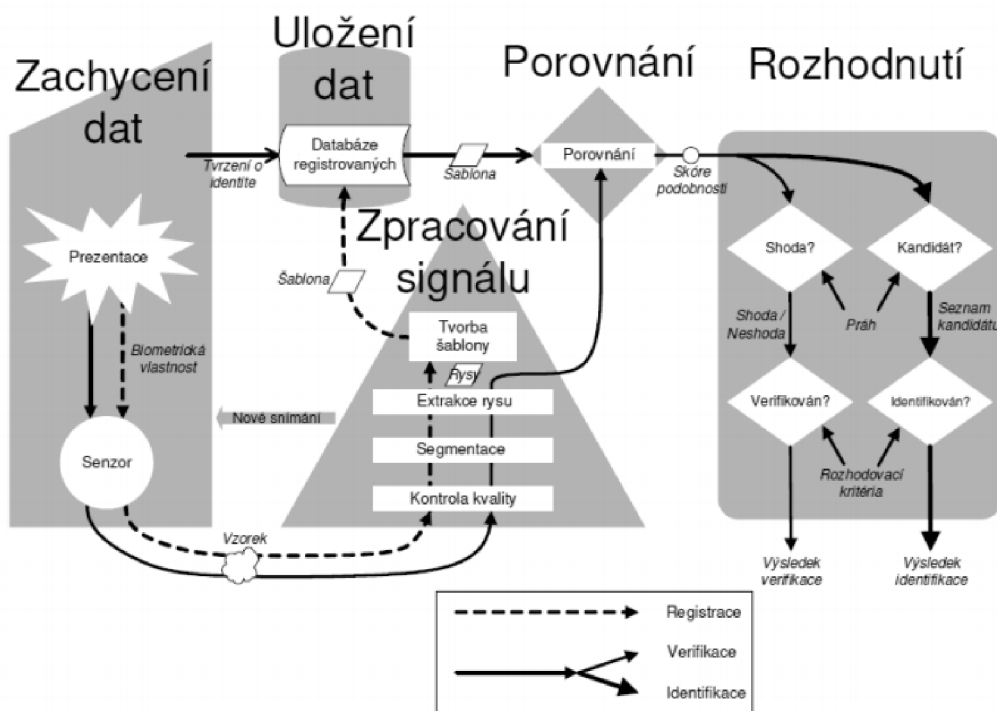 Zachycení
dat
Uložení
dat
Porovnání
Rozhodnutí
Tvrzení o
identite
Databáze
registrovaných
Šablona
Porovnání
Skóre
podobnosti
Prezentace
Biometrická
vlastnost
Senzor
Vzorek
Nové snímání
Zpracování
signálu
Šablona
Tvorba
šablony
Rysy
Extrakce rysu
Segmentace
Kontrola kvality
Shoda?
Kandidát?
Shoda /
Neshoda
Práh
Seznam
kandidátu
Verifikován?
Identifikován?
Rozhodovací
kritéria
Výsledek
verifikace
Výsledek
identifikace
Registrace
Verifikace
Identifikace